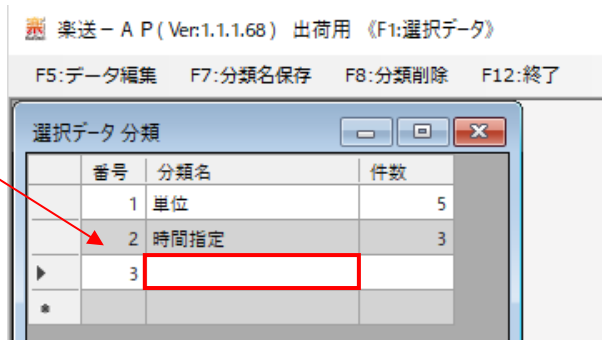 楽送－ＡＰ( Ver:1.1.1.68 ) 出荷用 《F1:選択データ》
F5:データ編集 F7:分類名保存 F8:分類削除 F12:終了
選択データ 分類
番号 分類名 件数
1 単位 5
2 時間指定 3
3